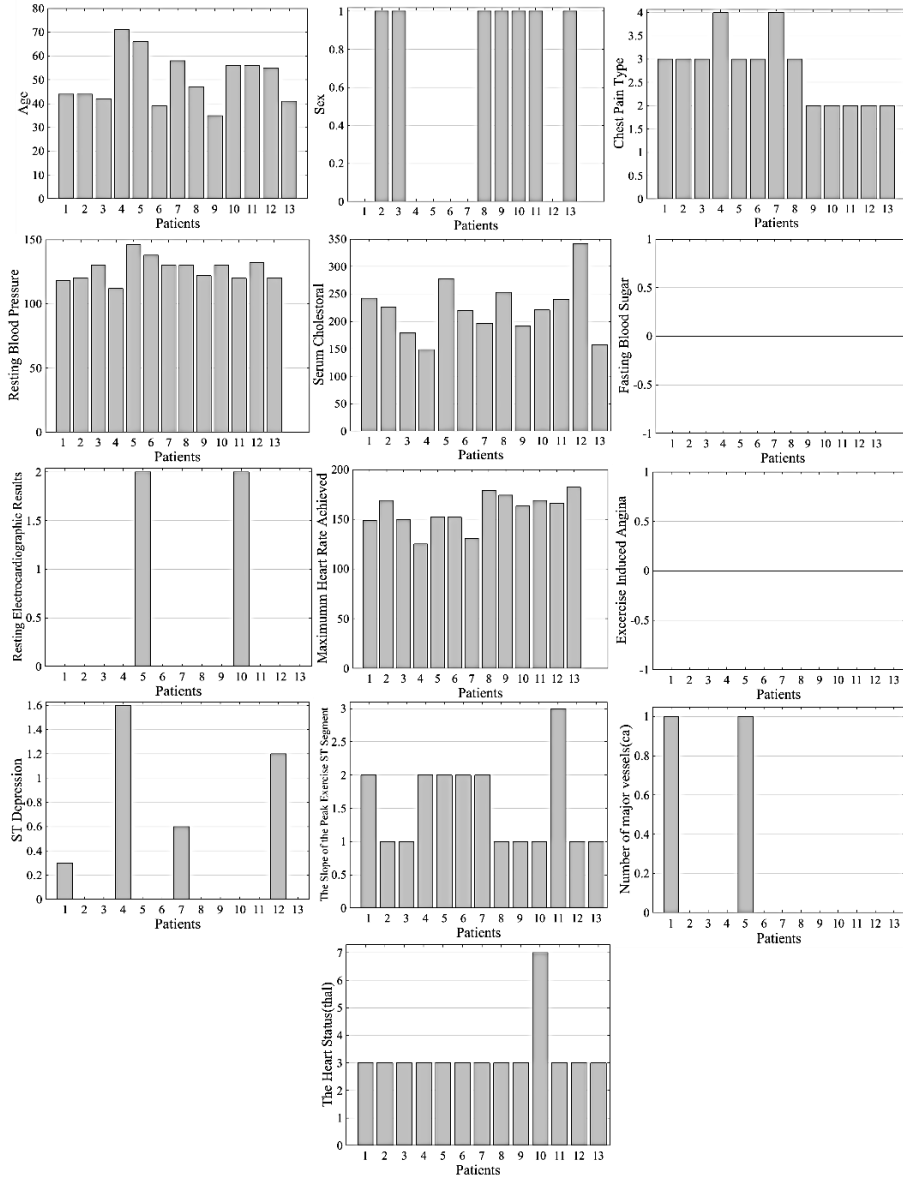 Age
80
70
60
50
40
30
20
10
0
1 2 3 4 5 6 7 8 9 10 11 12 13
Patients
Sex
1
0.8
0.6
0.4
0.2
0
1 2 3 4 5 6 7 8 9 10 11 12 13
Patients
Chest Pain Type
4
3.5
3
2.5
2
1.5
1
0.5
0
1 2 3 4 5 6 7 8 9 10 11 12 13
Patients
Resting Blood Pressure
150
100
50
0
1 2 3 4 5 6 7 8 9 10 11 12 13
Patients
Serum Cholestoral
350
300
250
200
150
100
50
0
1 2 3 4 5 6 7 8 9 10 11 12 13
Patients
Fasting Blood Sugar
1
0.5
0
-0.5
-1
1 2 3 4 5 6 7 8 9 10 11 12 13
Patients
Resting Electrocardiographic Results
2
1.5
1
0.5
0
1 2 3 4 5 6 7 8 9 10 11 12 13
Patients
Maximumm Heart Rate Achieved
200
150
100
50
0
1 2 3 4 5 6 7 8 9 10 11 12 13
Patients
Excercise Induced Angina
1
0.5
0
-0.5
-1
1 2 3 4 5 6 7 8 9 10 11 12 13
Patients
ST Depression
1.6
1.4
1.2
1
0.8
0.6
0.4
0.2
0
1 2 3 4 5 6 7 8 9 10 11 12 13
Patients
The Slope of the Peak Exercise ST Segment
3
2.5
2
1.5
1
0.5
0
1 2 3 4 5 6 7 8 9 10 11 12 13
Patients
Number of major vessels(ca)
1
0.8
0.6
0.4
0.2
0
1 2 3 4 5 6 7 8 9 10 11 12 13
Patients
The Heart Status(thal)
7
6
5
4
3
2
1
0
1 2 3 4 5 6 7 8 9 10 11 12 13
Patients